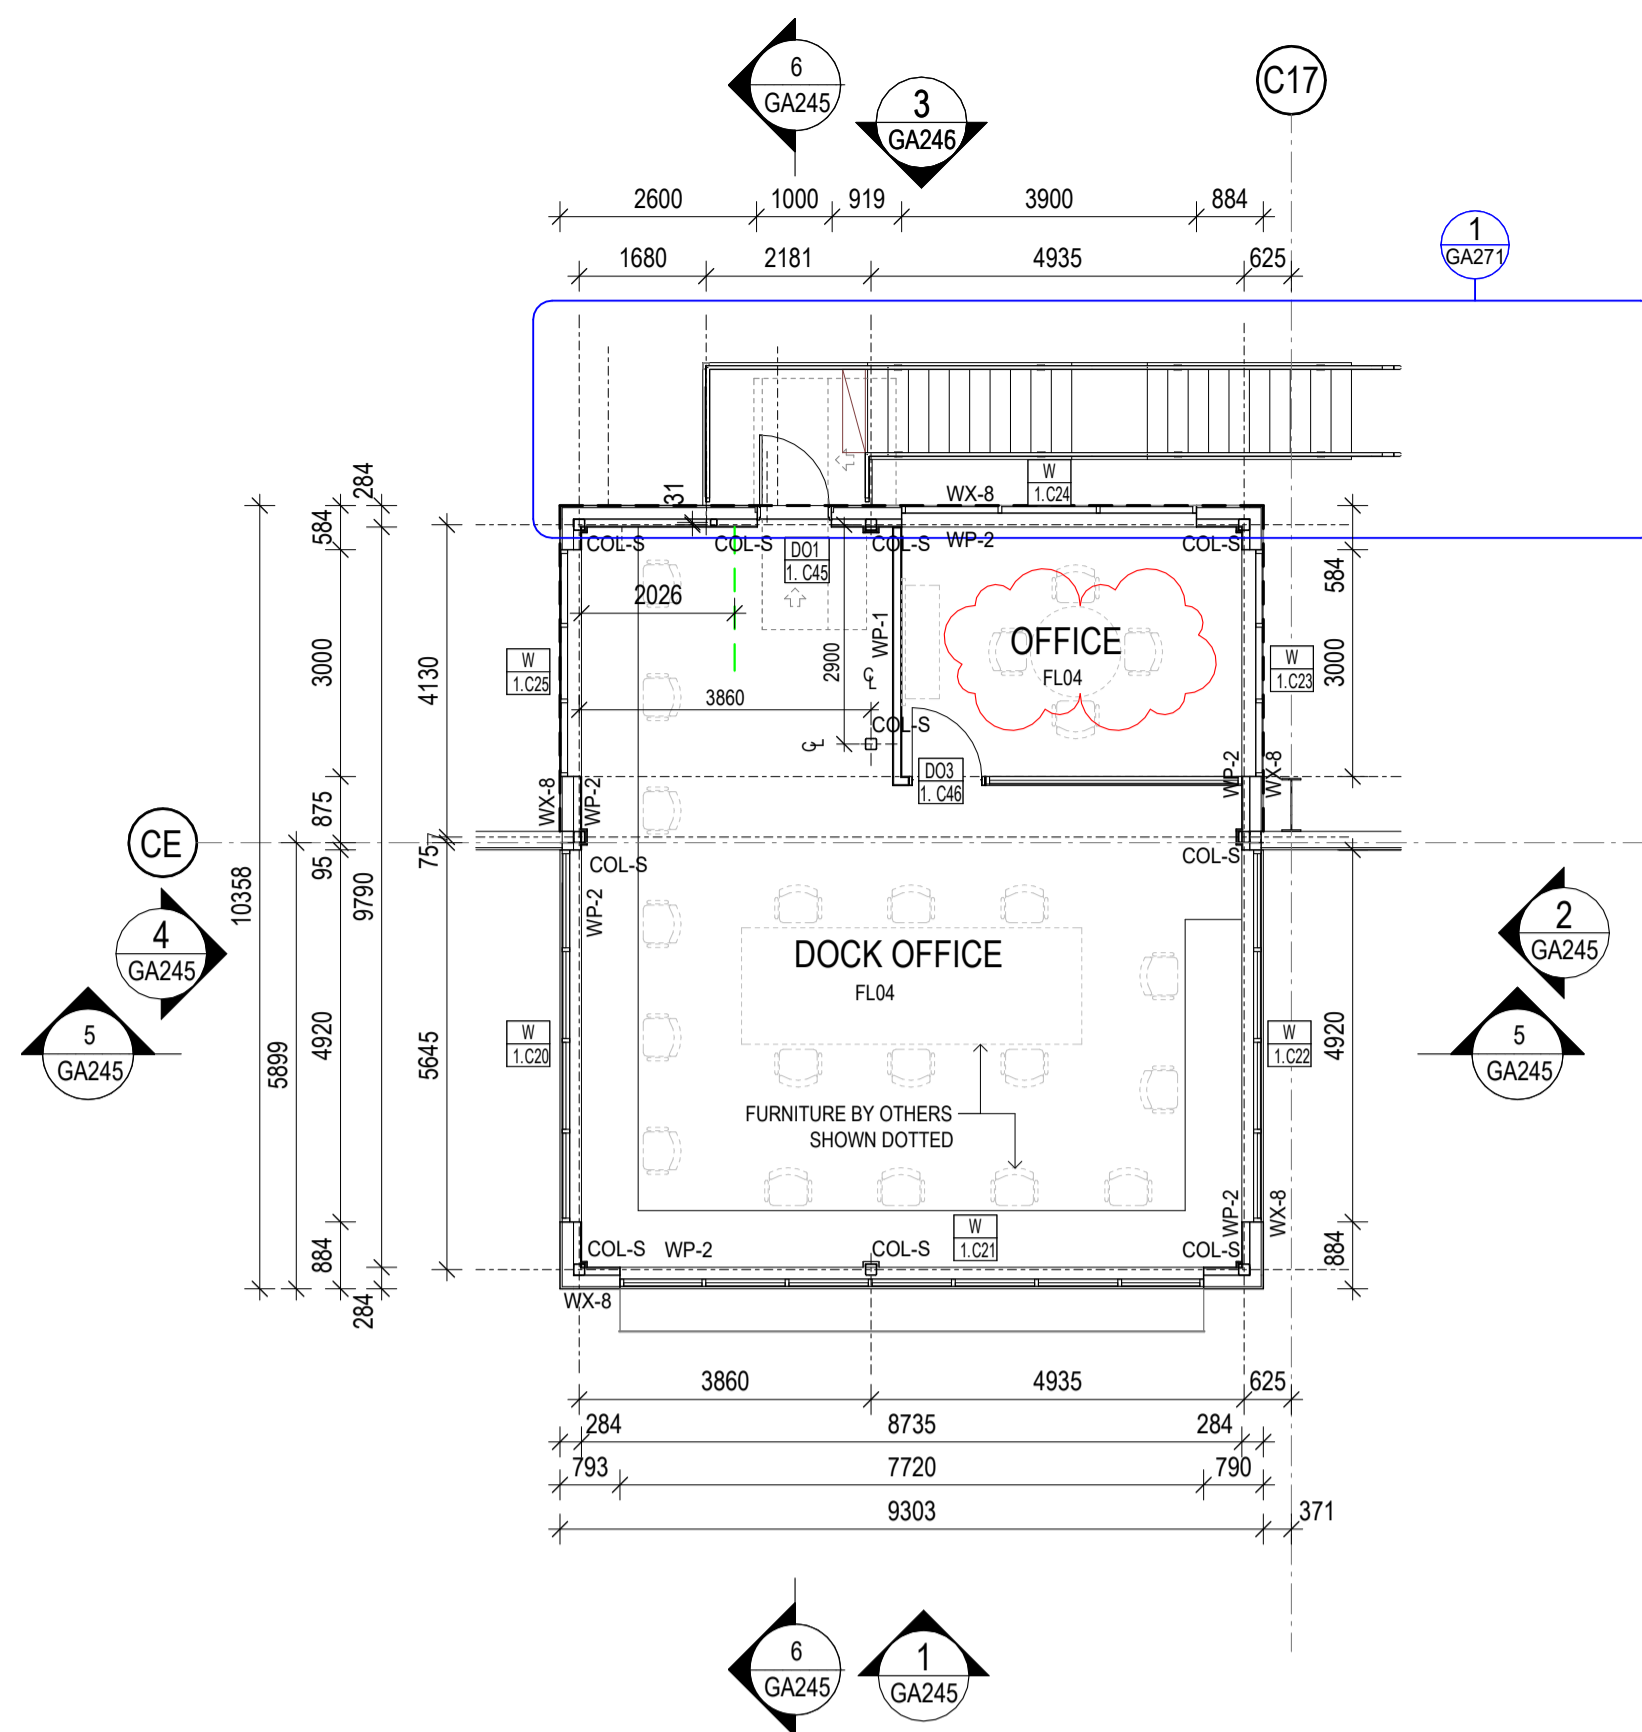 6
GA245
3
GA246
C17
1
GA271
2600 1000 919 3900 884
1680 2181 4935 625
284
584
31
WX-8
W
1.C24
COL-S COL-S COL-S WP-2 COL-S
DO1
1. C45
2026
WP-1
2900
OFFICE
FL04
W
1.C25
W
1.C23
584
3000
3000
4130
3860
COL-S
C
L
C
L
DO3
1. C46
WX-8
WP-2
WP-2
WX-8
CE
875
75
95
10358
9790
COL-S
COL-S
WP-2
4
GA245
DOCK OFFICE
FL04
2
GA245
5
GA245
5899
4920
5645
W
1.C20
W
1.C22
4920
5
GA245
FURNITURE BY OTHERS
SHOWN DOTTED
WP-2
WX-8
W
1.C21
884
284
COL-S WP-2 COL-S COL-S
884
WX-8
3860 4935 625
284 8735 284
793 7720 790
9303 371
6
GA245
1
GA245